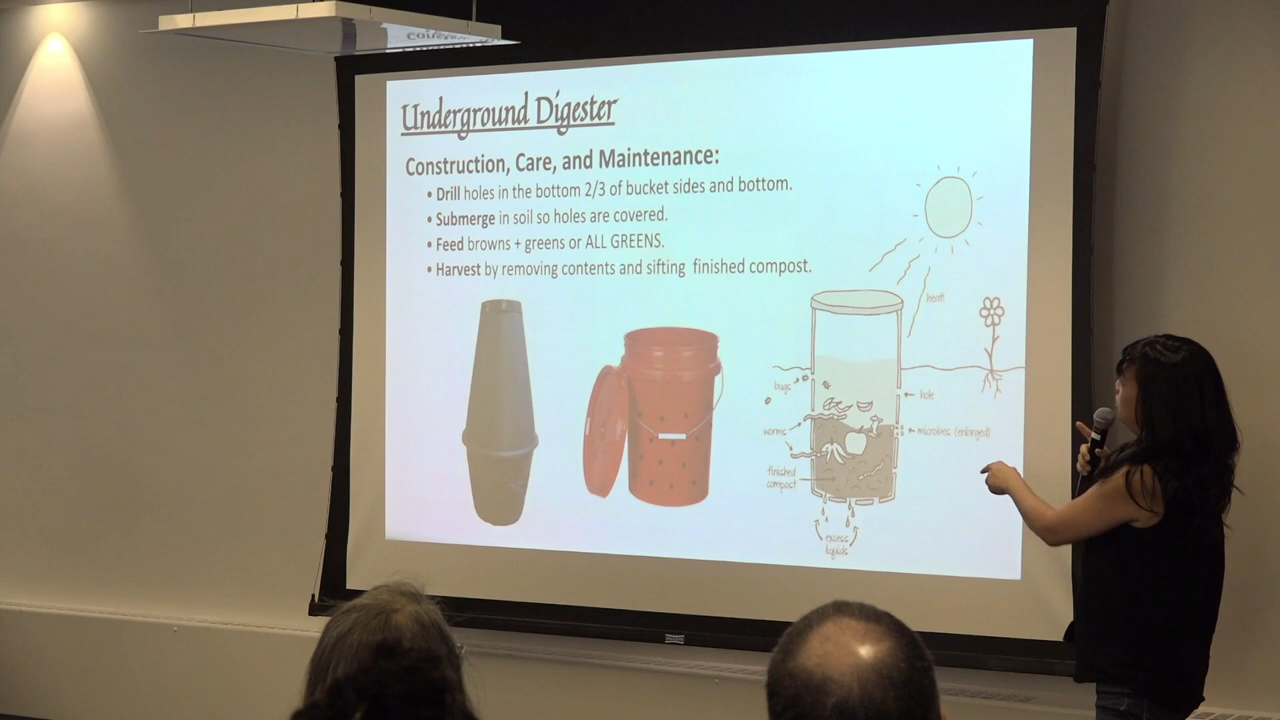 Underground Digester
Construction, Care, and Maintenance:
• Drill holes in the bottom 2/3 of bucket sides and bottom.
• Submerge in soil so holes are covered.
• Feed browns + greens or ALL GREENS.
• Harvest by removing contents and sifting finished compost.
heat!
bugs
hole
worms
microbes (enlarged)
finished
compost
excess
liquids